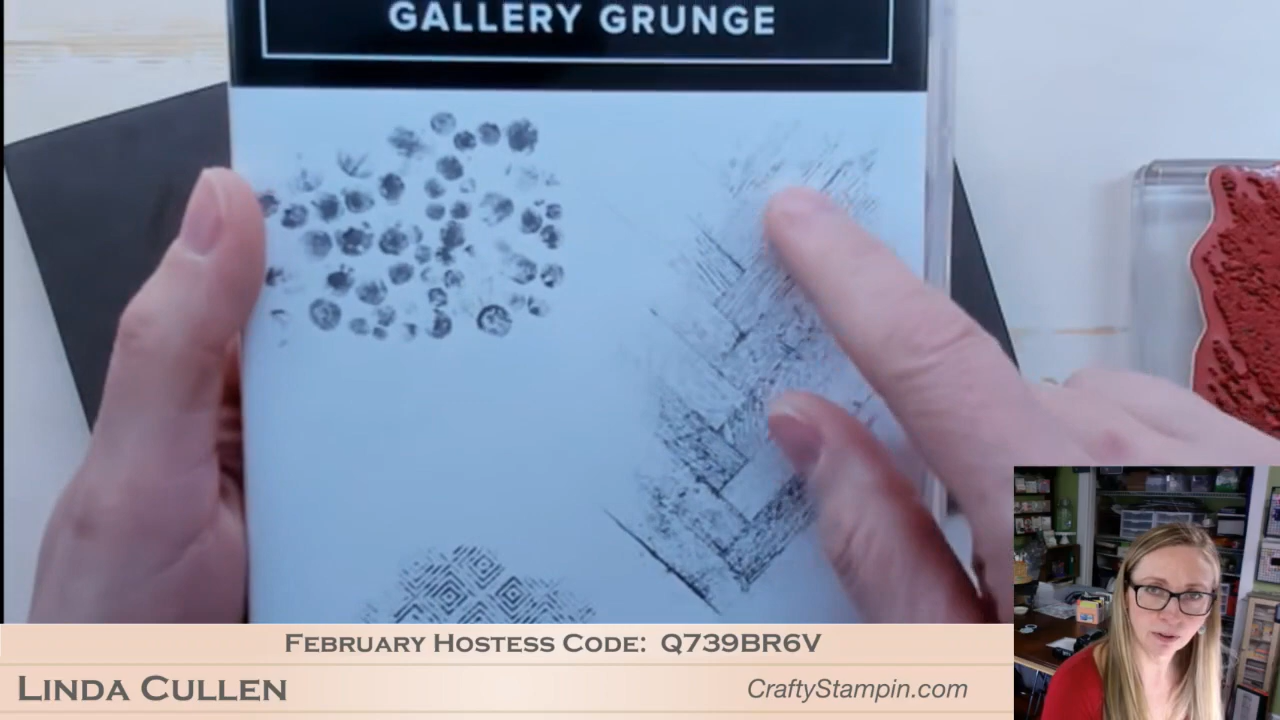 GALLERY GRUNGE
FEBRUARY HOSTESS CODE: Q739BR6V
LINDA CULLEN
CraftyStampin.com